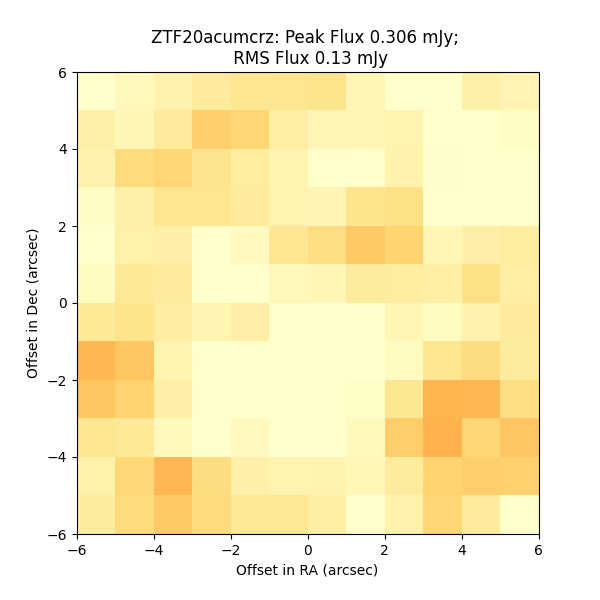 ZTF20acumcrz: Peak Flux 0.306 mJy;
RMS Flux 0.13 mJy
6
4
2
0
−2
−4
−6
Offset in Dec (arcsec)
−6 −4 −2 0 2 4 6
Offset in RA (arcsec)